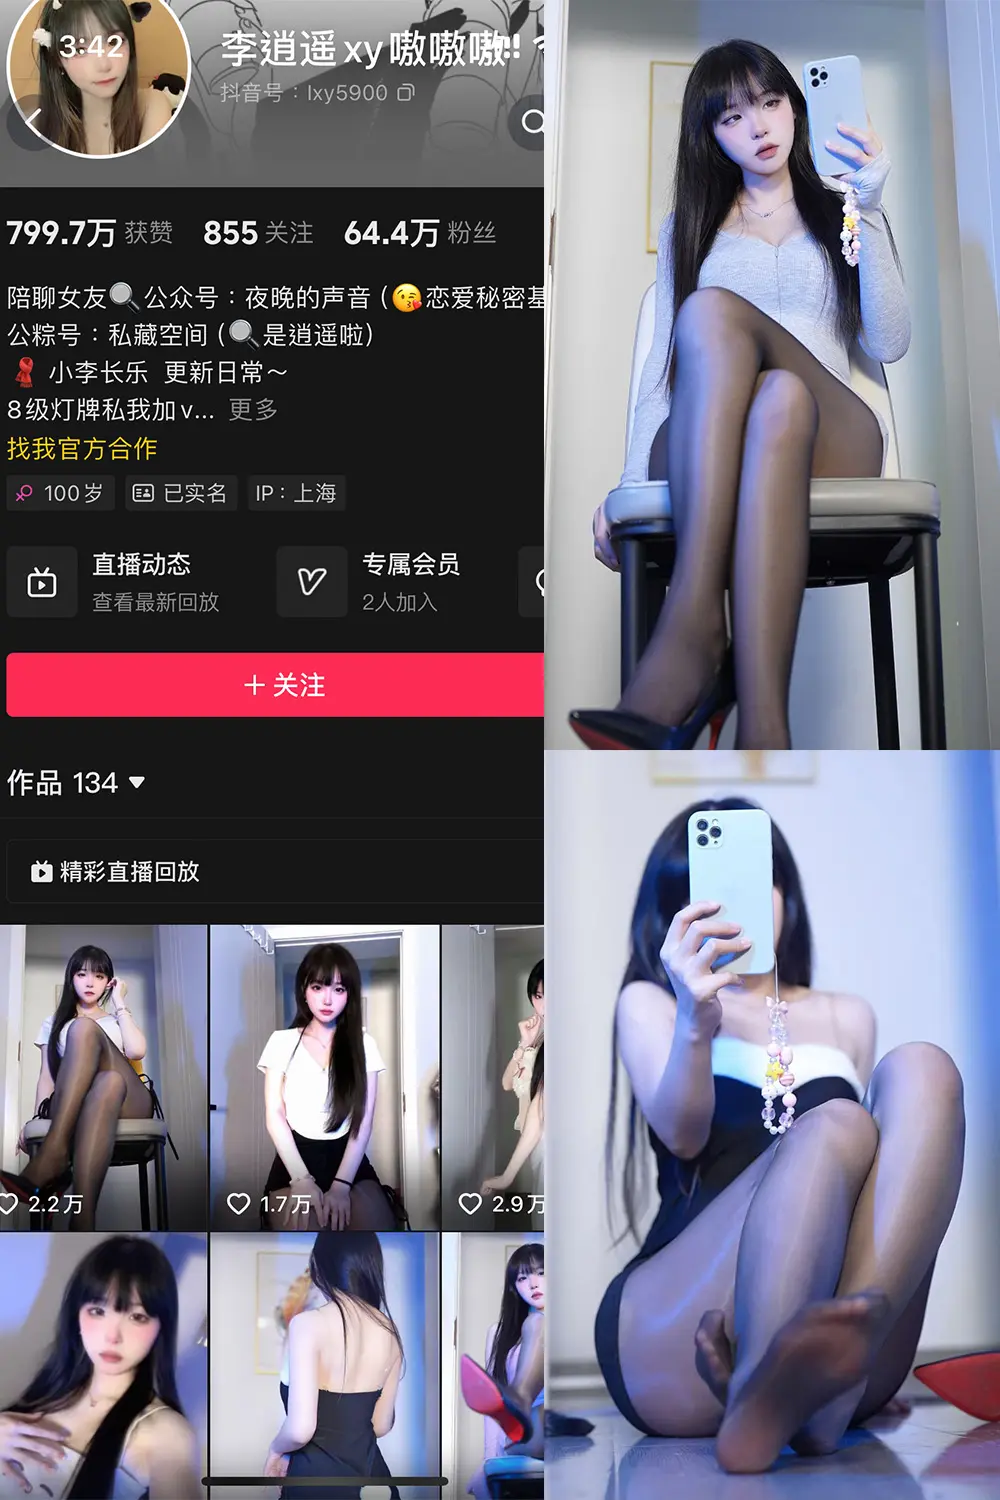 3:42
李逍遥xy嗷嗷嗷!!
抖音号：lxy5900
799.7万 获赞 855 关注 64.4万 粉丝
陪聊女友🔍公众号：夜晚的声音 (😘恋爱秘密基
公粽号：私藏空间 (🔍是逍遥啦)
🧣 小李长乐 更新日常～
8级灯牌私我加v... 更多
找我官方合作
100岁 已实名 IP：上海
直播动态 专属会员
查看最新回放 2人加入
＋关注
作品 134
精彩直播回放
2.2万 1.7万 2.9万